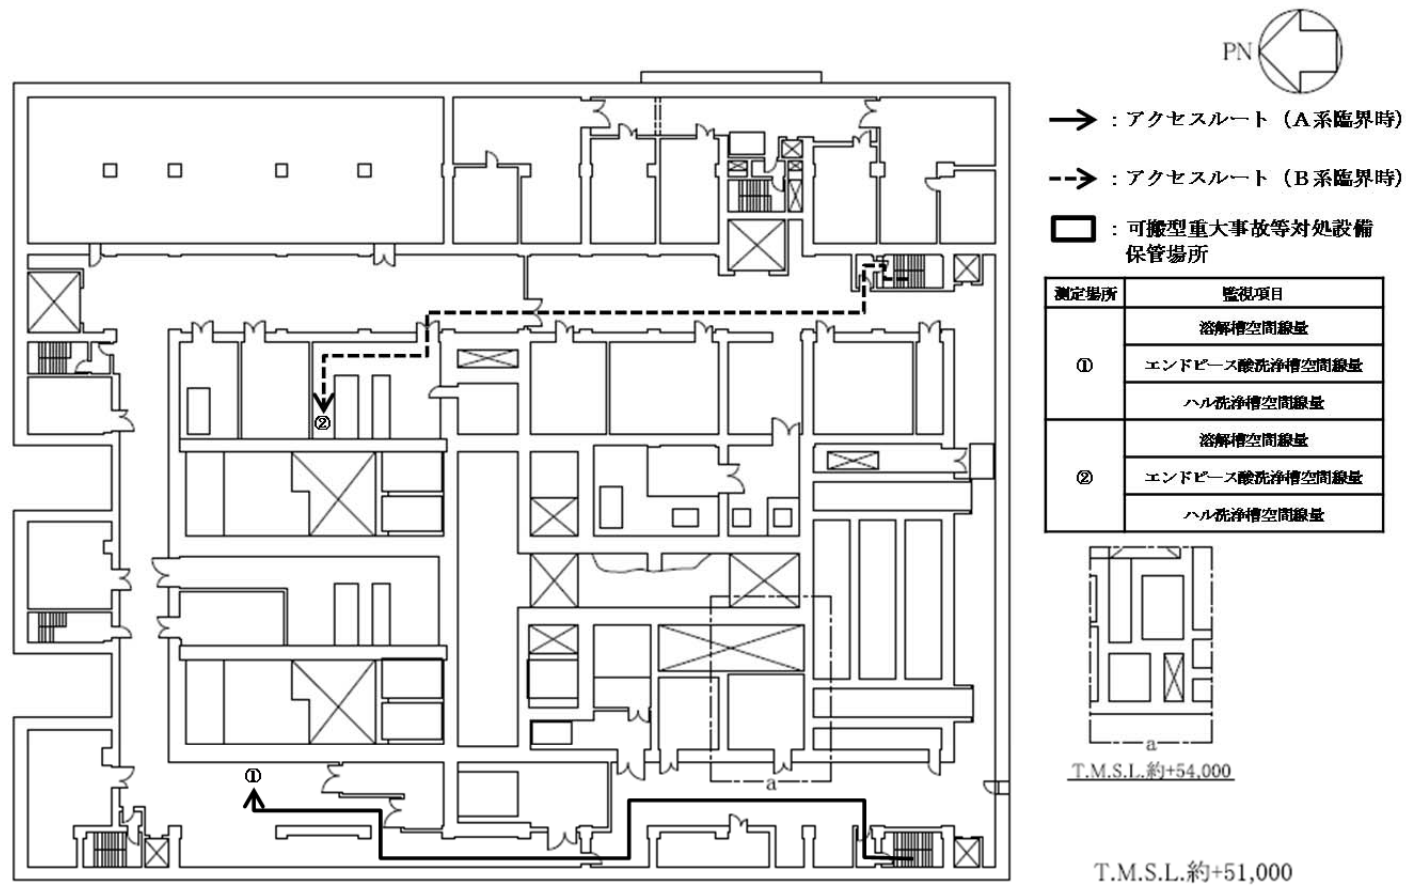 PN
：アクセスルート（A系臨界時）
：アクセスルート（B系臨界時）
：可搬型重大事故等対処設備
保管場所
測定場所 監視項目
① 溶解槽空間線量
エンドピース酸洗浄槽空間線量
ハル洗浄槽空間線量
② 溶解槽空間線量
エンドピース酸洗浄槽空間線量
ハル洗浄槽空間線量
②
①
a
a
T.M.S.L.約+54,000
T.M.S.L.約+51,000